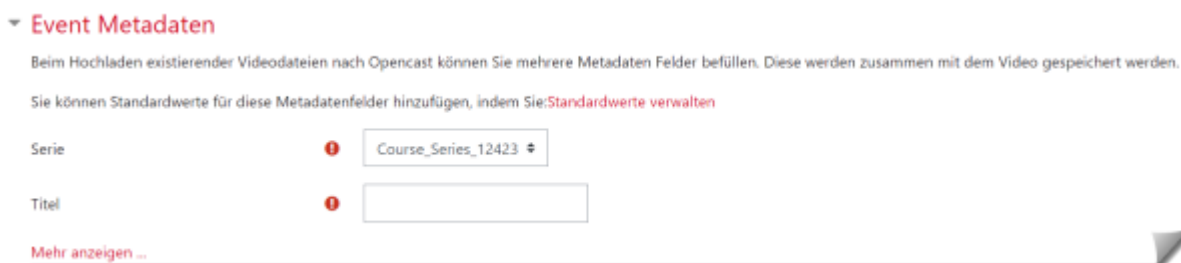 Event Metadaten
Beim Hochladen existierender Videodateien nach Opencast können Sie mehrere Metadaten Felder befüllen. Diese werden zusammen mit dem Video gespeichert werden.
Sie können Standardwerte für diese Metadatenfelder hinzufügen, indem Sie:Standardwerte verwalten
Serie Course_Series_12423
Titel
Mehr anzeigen ...